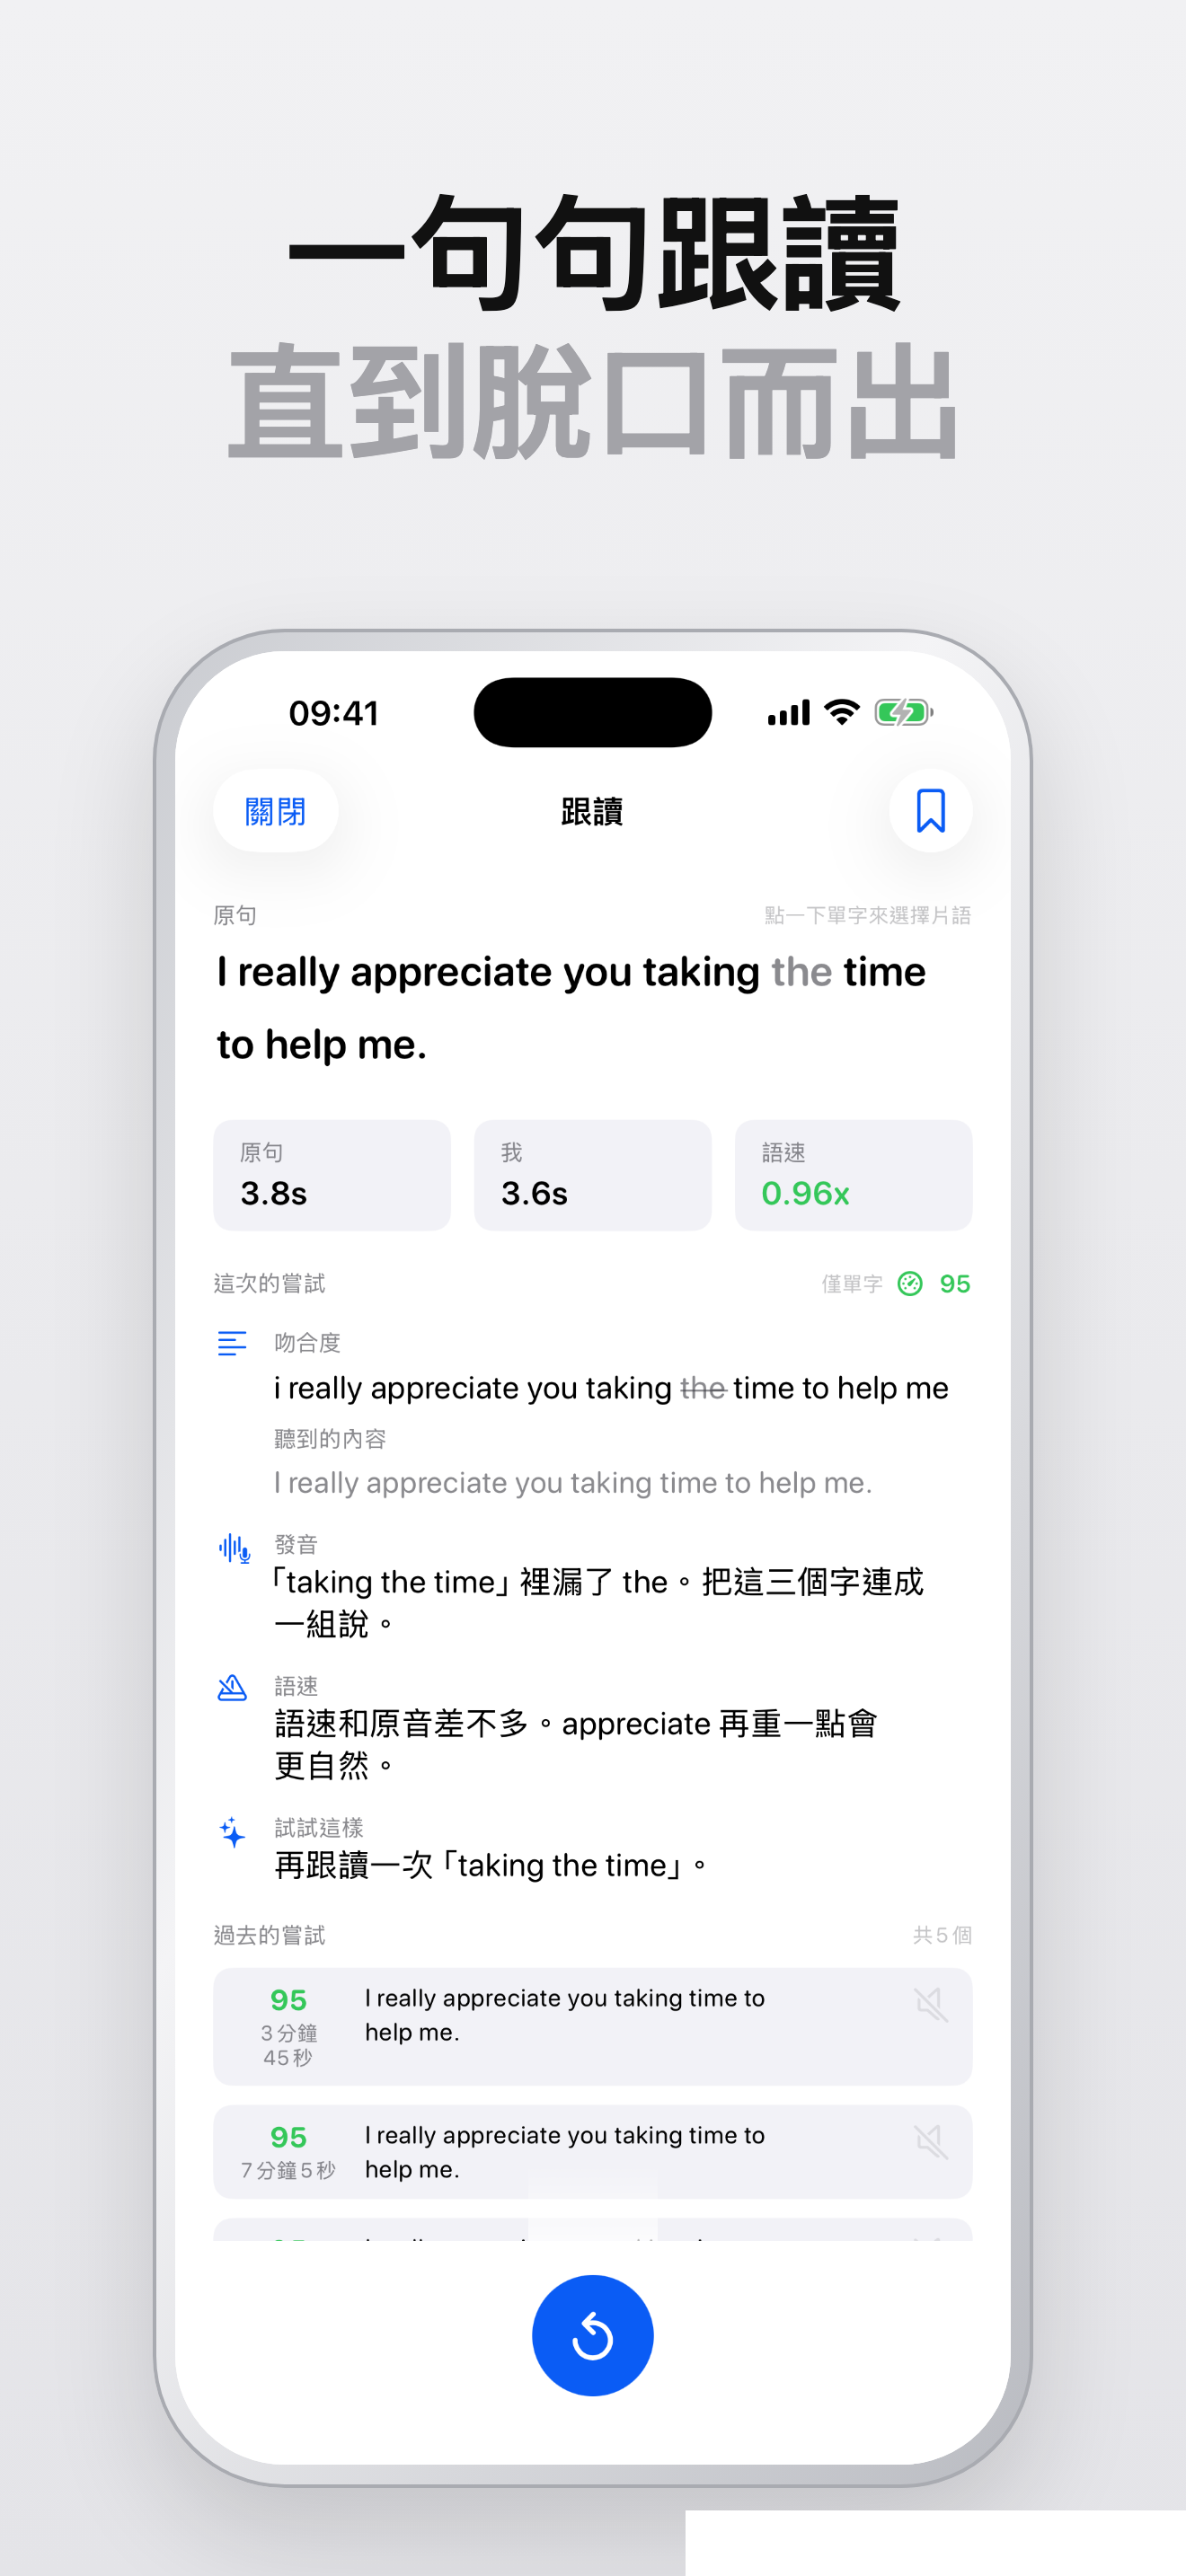 一句句跟讀
直到脫口而出
09:41
關閉
跟讀
原句
點一下單字來選擇片語
I really appreciate you taking the time
to help me.
原句
3.8s
我
3.6s
語速
0.96x
這次的嘗試
僅單字
95
吻合度
i really appreciate you taking the time to help me
聽到的內容
I really appreciate you taking time to help me.
發音
「taking the time」裡漏了 the。把這三個字連成
一組說。
語速
語速和原音差不多。appreciate 再重一點會
更自然。
試試這樣
再跟讀一次「taking the time」。
過去的嘗試
共 5 個
95
3 分鐘
45 秒
I really appreciate you taking time to
help me.
95
7 分鐘 5 秒
I really appreciate you taking time to
help me.